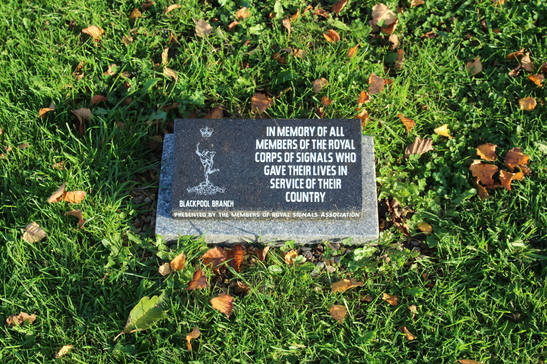 IN MEMORY OF ALL
MEMBERS OF THE ROYAL
CORPS OF SIGNALS WHO
GAVE THEIR LIVES IN
SERVICE OF THEIR
COUNTRY
BLACKPOOL BRANCH
PRESENTED BY THE MEMBERS OF ROYAL SIGNALS ASSOCIATION